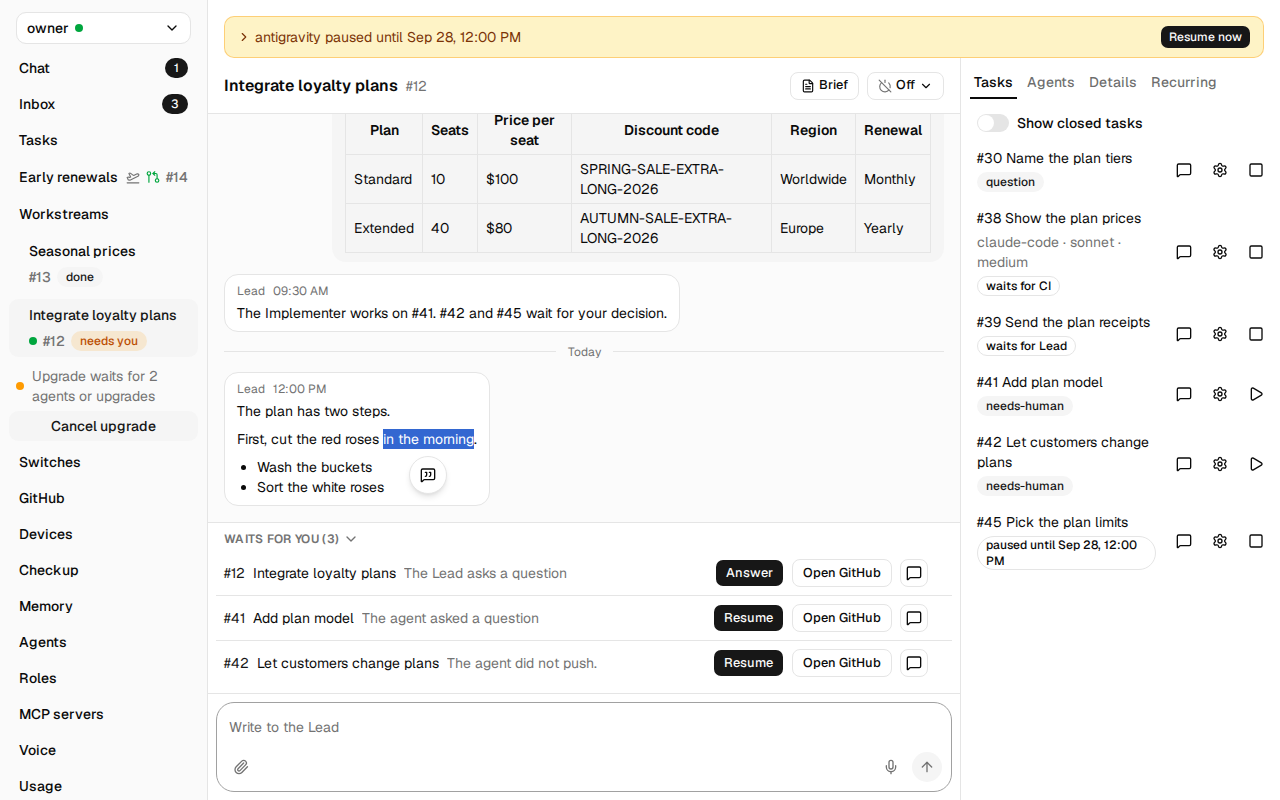 owner
Chat 1
Inbox 3
Tasks
Early renewals #14
Workstreams
Seasonal prices
#13 done
Integrate loyalty plans
#12 needs you
Upgrade waits for 2
agents or upgrades
Cancel upgrade
Switches
GitHub
Devices
Checkup
Memory
Agents
Roles
MCP servers
Voice
Usage
antigravity paused until Sep 28, 12:00 PM
Resume now
Integrate loyalty plans #12
Brief
Off
Plan Seats Price per seat Discount code Region Renewal
Standard 10 $100 SPRING-SALE-EXTRA-LONG-2026 Worldwide Monthly
Extended 40 $80 AUTUMN-SALE-EXTRA-LONG-2026 Europe Yearly
Lead 09:30 AM
The Implementer works on #41. #42 and #45 wait for your decision.
Today
Lead 12:00 PM
The plan has two steps.
First, cut the red roses in the morning.
• Wash the buckets
• Sort the white roses
WAITS FOR YOU (3)
#12 Integrate loyalty plans The Lead asks a question Answer Open GitHub
#41 Add plan model The agent asked a question Resume Open GitHub
#42 Let customers change plans The agent did not push. Resume Open GitHub
Write to the Lead
Tasks Agents Details Recurring
Show closed tasks
#30 Name the plan tiers
question
#38 Show the plan prices
claude-code · sonnet ·
medium
waits for CI
#39 Send the plan receipts
waits for Lead
#41 Add plan model
needs-human
#42 Let customers change
plans
needs-human
#45 Pick the plan limits
paused until Sep 28, 12:00
PM